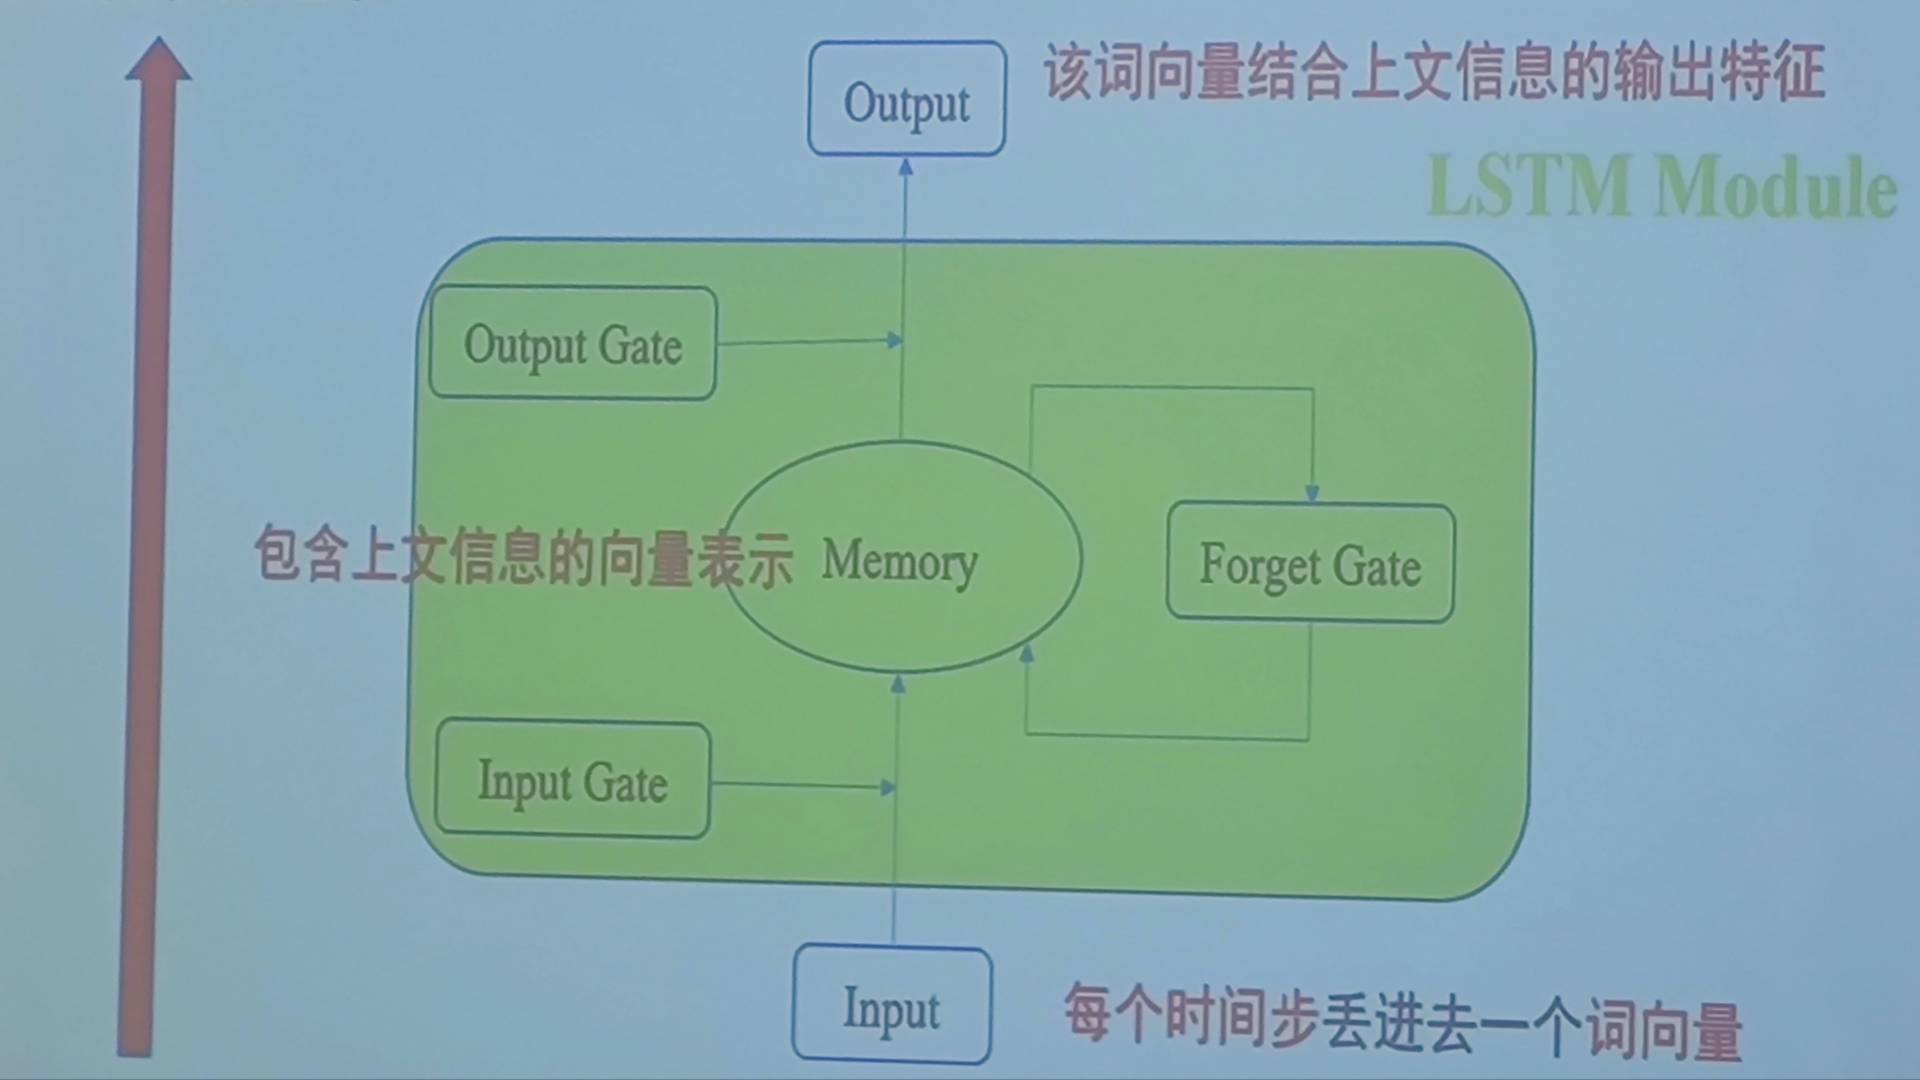 Output
该词向量结合上文信息的输出特征
LSTM Module
Output Gate
包含上文信息的向量表示
Memory
Forget Gate
Input Gate
Input
每个时间步丢进去一个词向量